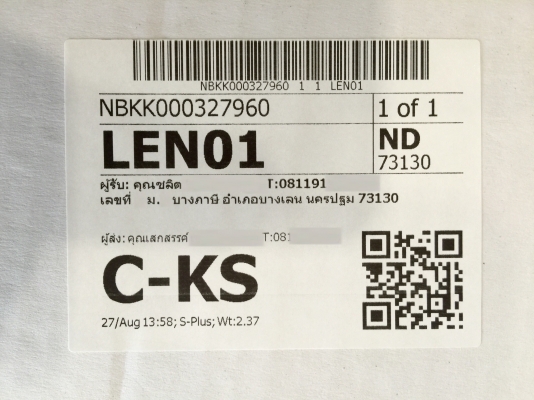 NBKK000327960 1 1 LEN01
NBKK000327960 1 of 1
LEN01 ND
73130
ผู้รับ: คุณชลิต T:081191
เลขที่ ม. บางภาษี อำเภอบางเลน นครปฐม 73130
ผู้ส่ง: คุณเสกสรรค์ T:081
C-KS
27/Aug 13:58; S-Plus; Wt:2.37